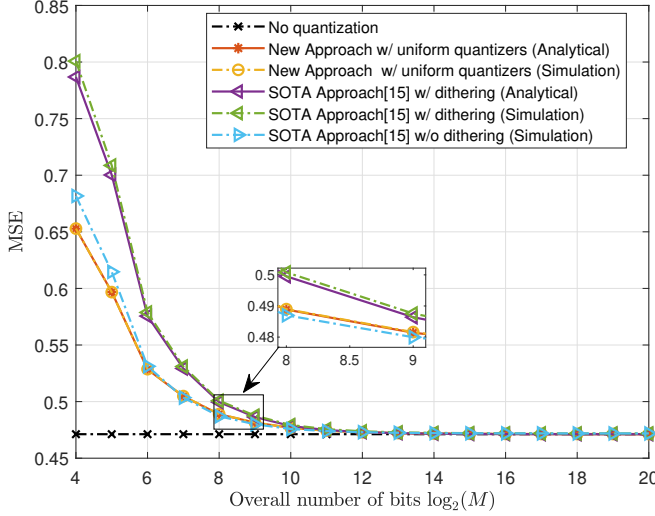 No quantization
New Approach w/ uniform quantizers (Analytical)
New Approach w/ uniform quantizers (Simulation)
SOTA Approach[15] w/ dithering (Analytical)
SOTA Approach[15] w/ dithering (Simulation)
SOTA Approach[15] w/o dithering (Simulation)
MSE
0.85
0.8
0.75
0.7
0.65
0.6
0.55
0.5
0.45
0.5
0.49
0.48
8 8.5 9
4 6 8 10 12 14 16 18 20
Overall number of bits log₂(M)